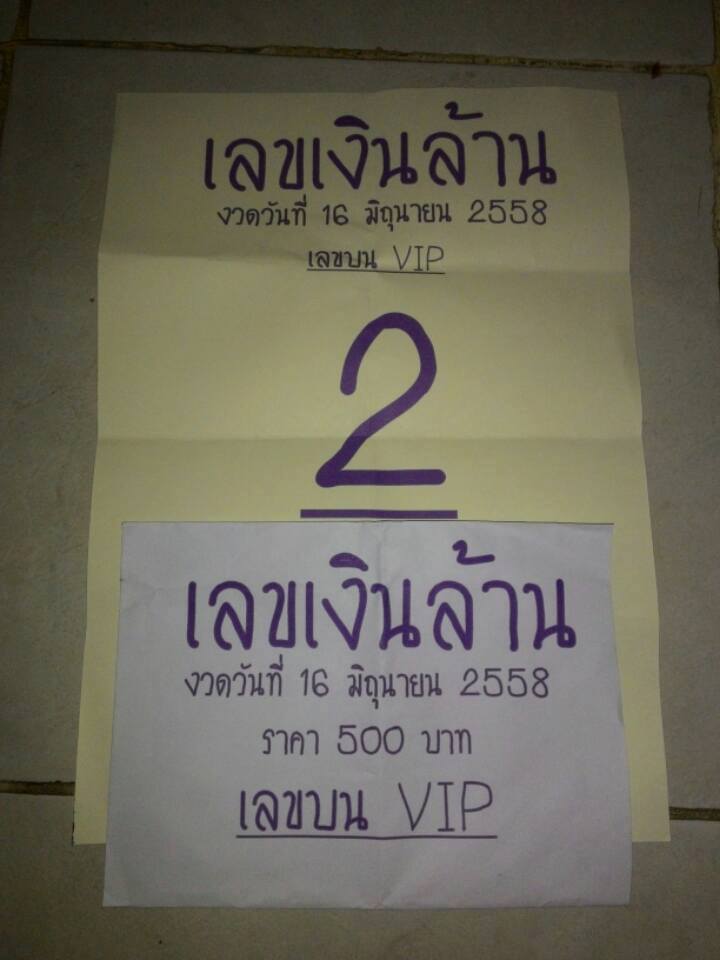 เลขเงินล้าน
งวดวันที่ 16 มิถุนายน 2558
เลขบน VIP
2
เลขเงินล้าน
งวดวันที่ 16 มิถุนายน 2558
ราคา 500 บาท
เลขบน VIP